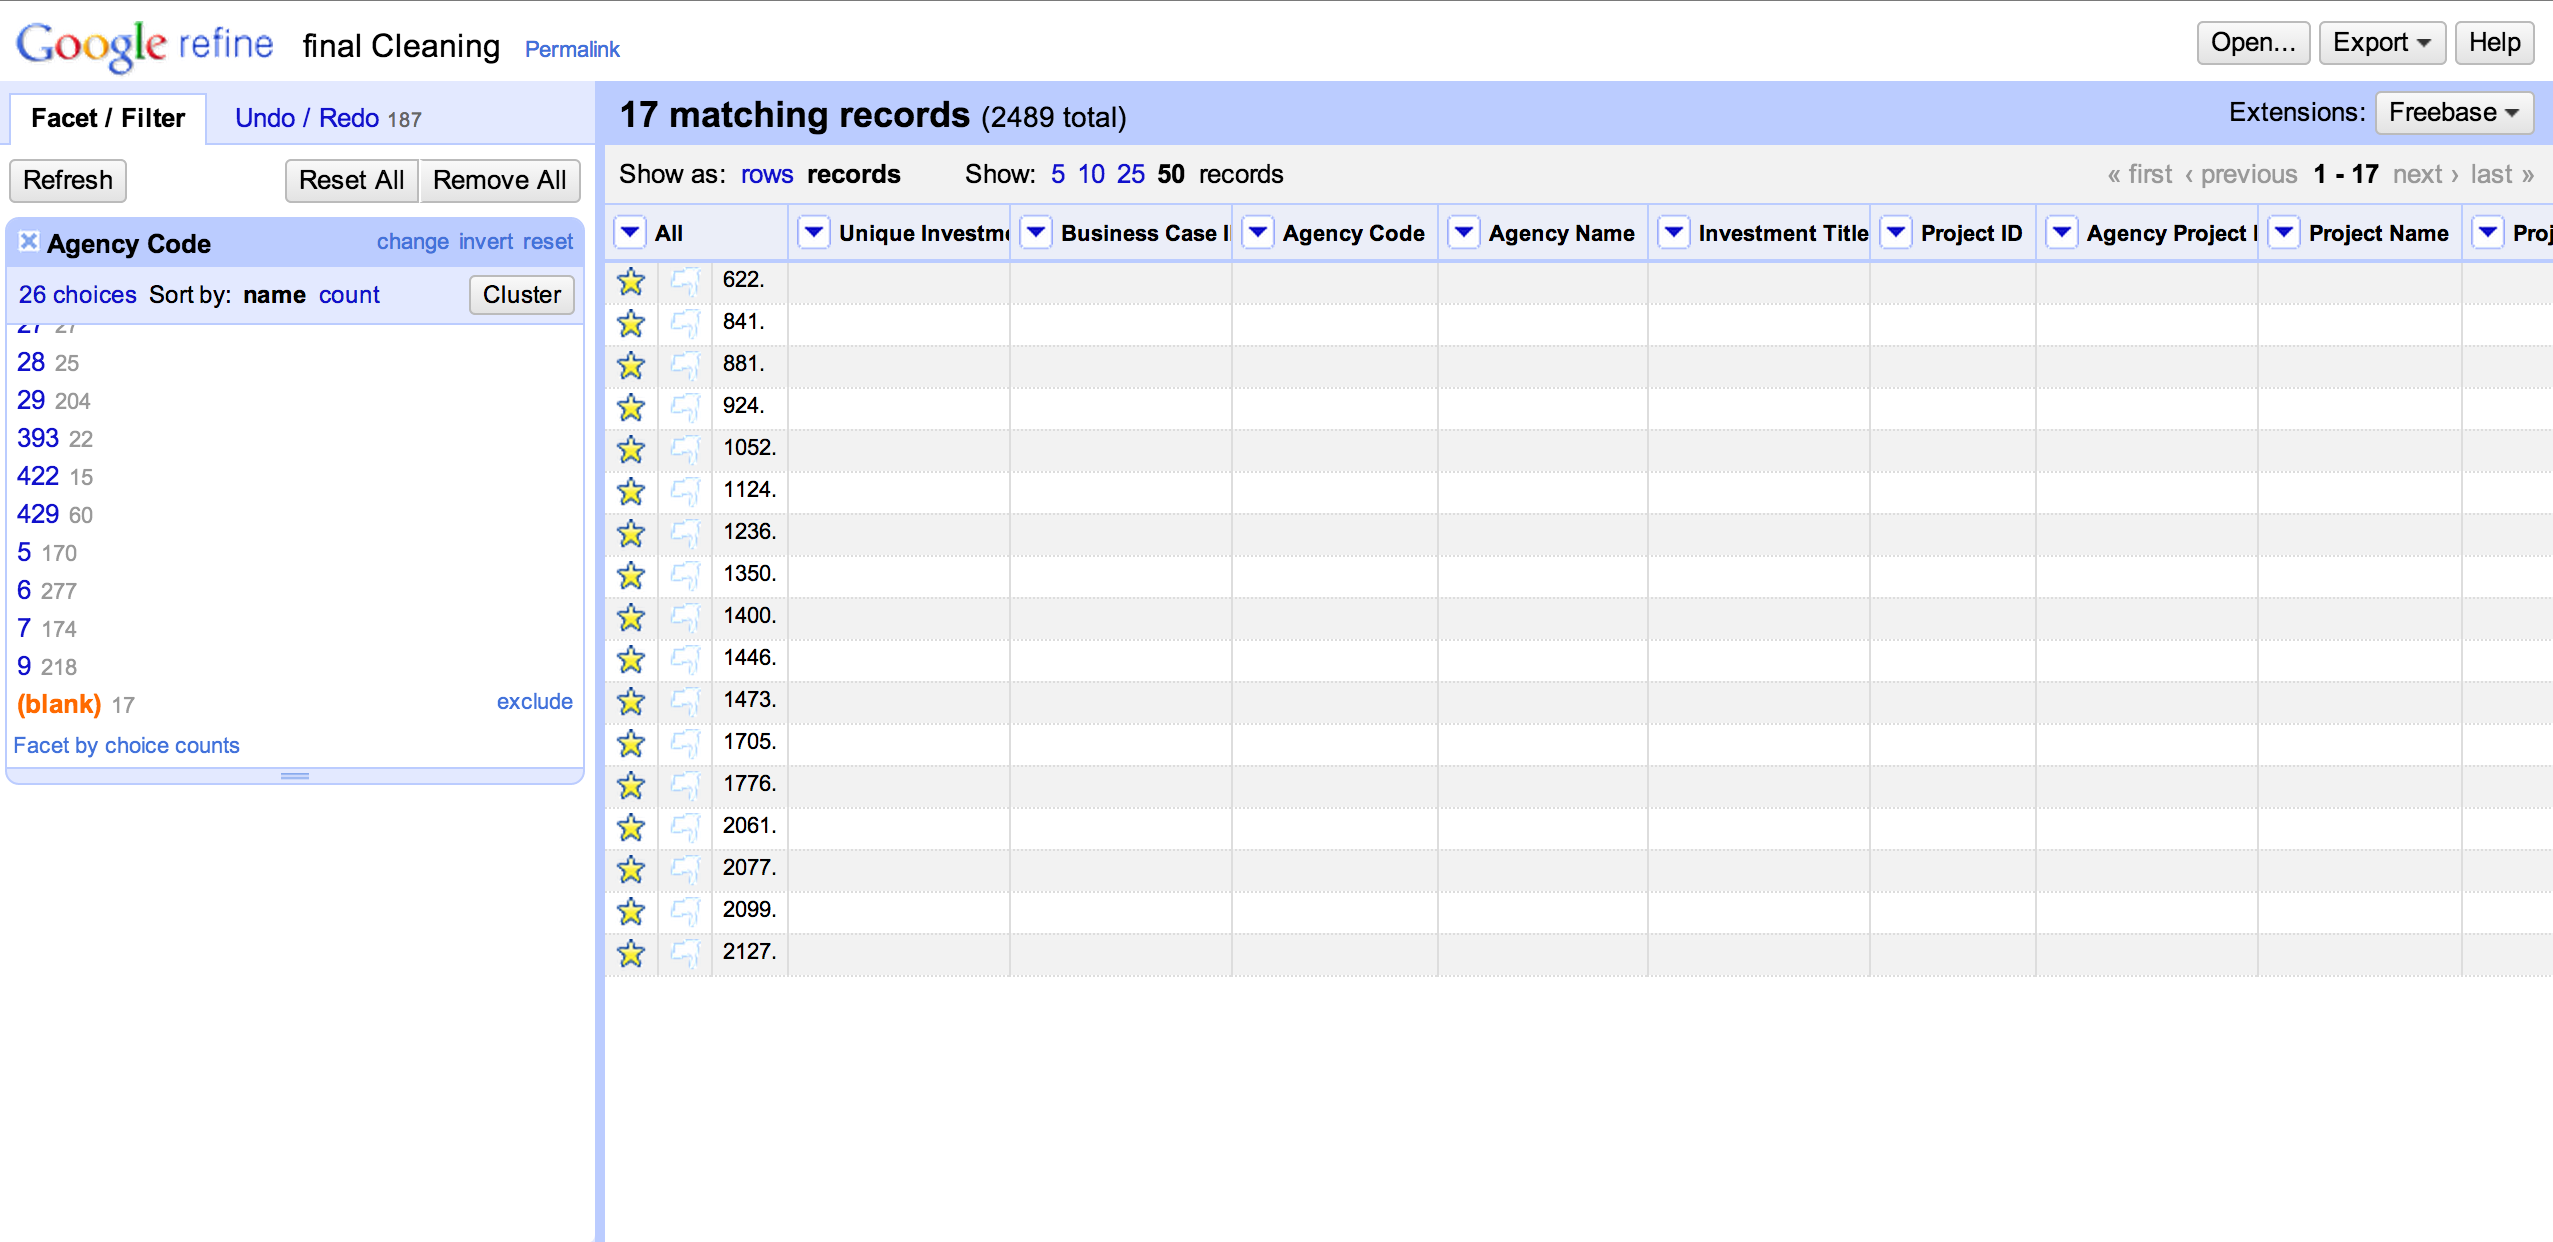 Google refine final Cleaning Permalink Open... Export Help
Facet / Filter Undo / Redo 187
Refresh Reset All Remove All
Agency Code change invert reset
26 choices Sort by: name count Cluster
27 27
28 25
29 204
393 22
422 15
429 60
5 170
6 277
7 174
9 218
(blank) 17 exclude
Facet by choice counts
17 matching records (2489 total) Extensions: Freebase
Show as: rows records Show: 5 10 25 50 records « first ‹ previous 1 - 17 next › last »
All Unique Investme Business Case I Agency Code Agency Name Investment Title Project ID Agency Project I Project Name Proj
622.
841.
881.
924.
1052.
1124.
1236.
1350.
1400.
1446.
1473.
1705.
1776.
2061.
2077.
2099.
2127.